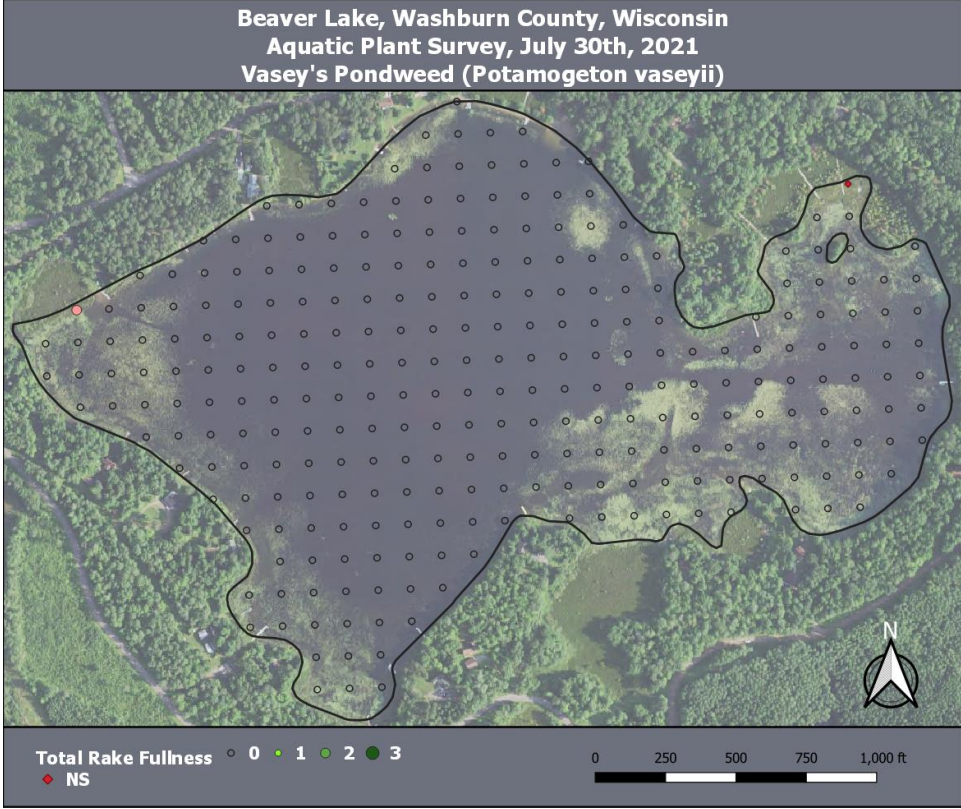 Beaver Lake, Washburn County, Wisconsin
Aquatic Plant Survey, July 30th, 2021
Vasey's Pondweed (Potamogeton vaseyii)
N
Total Rake Fullness 0 1 2 3
NS
0 250 500 750 1,000 ft